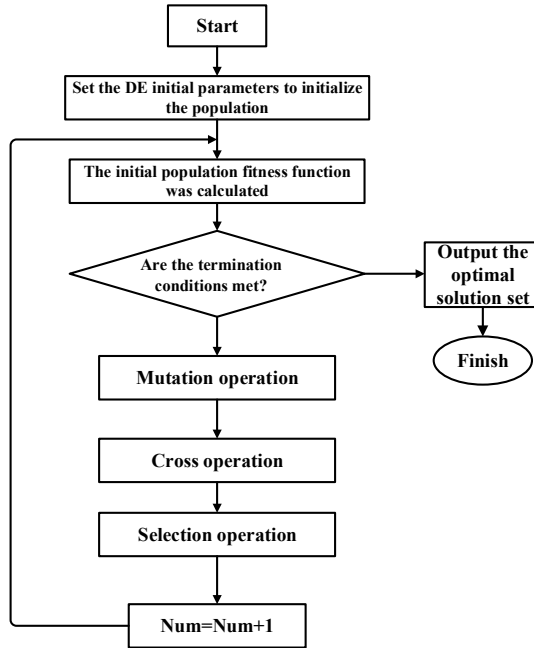 Start
Set the DE initial parameters to initialize
the population
The initial population fitness function
was calculated
Are the termination
conditions met?
Output the
optimal
solution set
Finish
Mutation operation
Cross operation
Selection operation
Num=Num+1